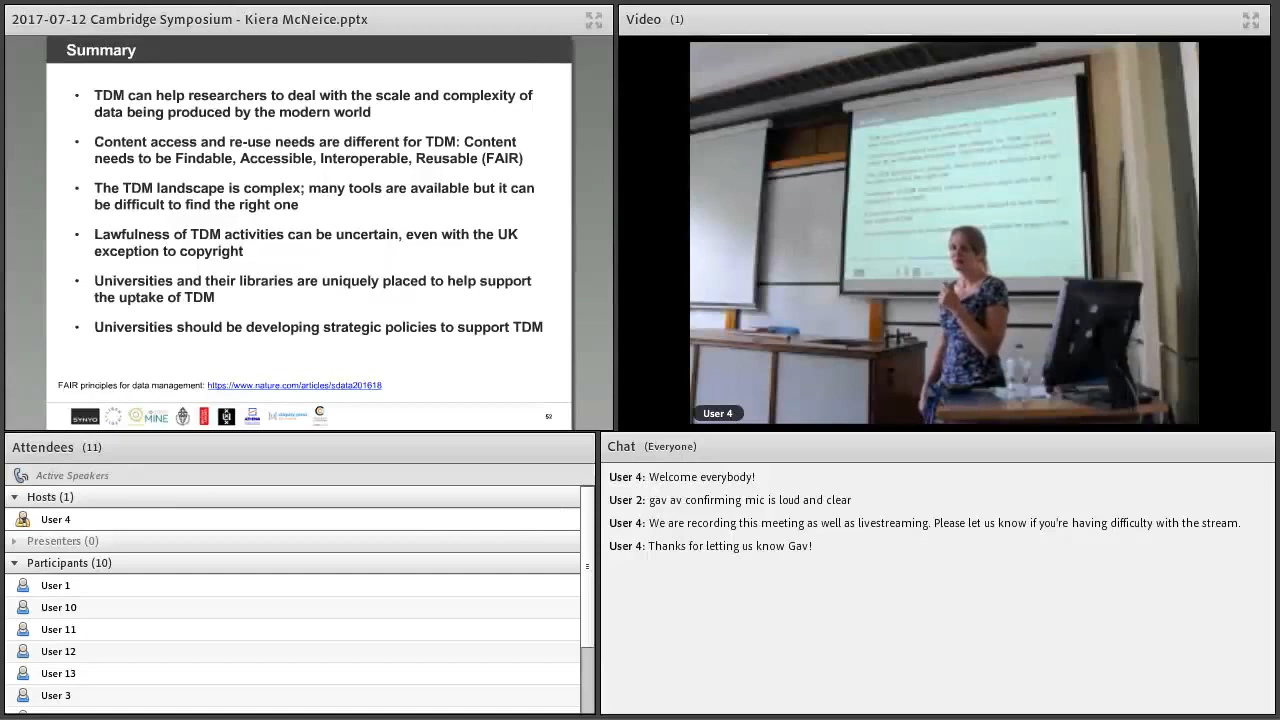 2017-07-12 Cambridge Symposium - Kiera McNeice.pptx
Summary
• TDM can help researchers to deal with the scale and complexity of
data being produced by the modern world
• Content access and re-use needs are different for TDM: Content
needs to be Findable, Accessible, Interoperable, Reusable (FAIR)
• The TDM landscape is complex; many tools are available but it can
be difficult to find the right one
• Lawfulness of TDM activities can be uncertain, even with the UK
exception to copyright
• Universities and their libraries are uniquely placed to help support
the uptake of TDM
• Universities should be developing strategic policies to support TDM
FAIR principles for data management: https://www.nature.com/articles/sdata201618
SYNYO
MINE
52
Video (1)
User 4
Attendees (11)
Active Speakers
Hosts (1)
User 4
Presenters (0)
Participants (10)
User 1
User 10
User 11
User 12
User 13
User 3
Chat (Everyone)
User 4: Welcome everybody!
User 2: gav av confirming mic is loud and clear
User 4: We are recording this meeting as well as livestreaming. Please let us know if you're having difficulty with the stream.
User 4: Thanks for letting us know Gav!